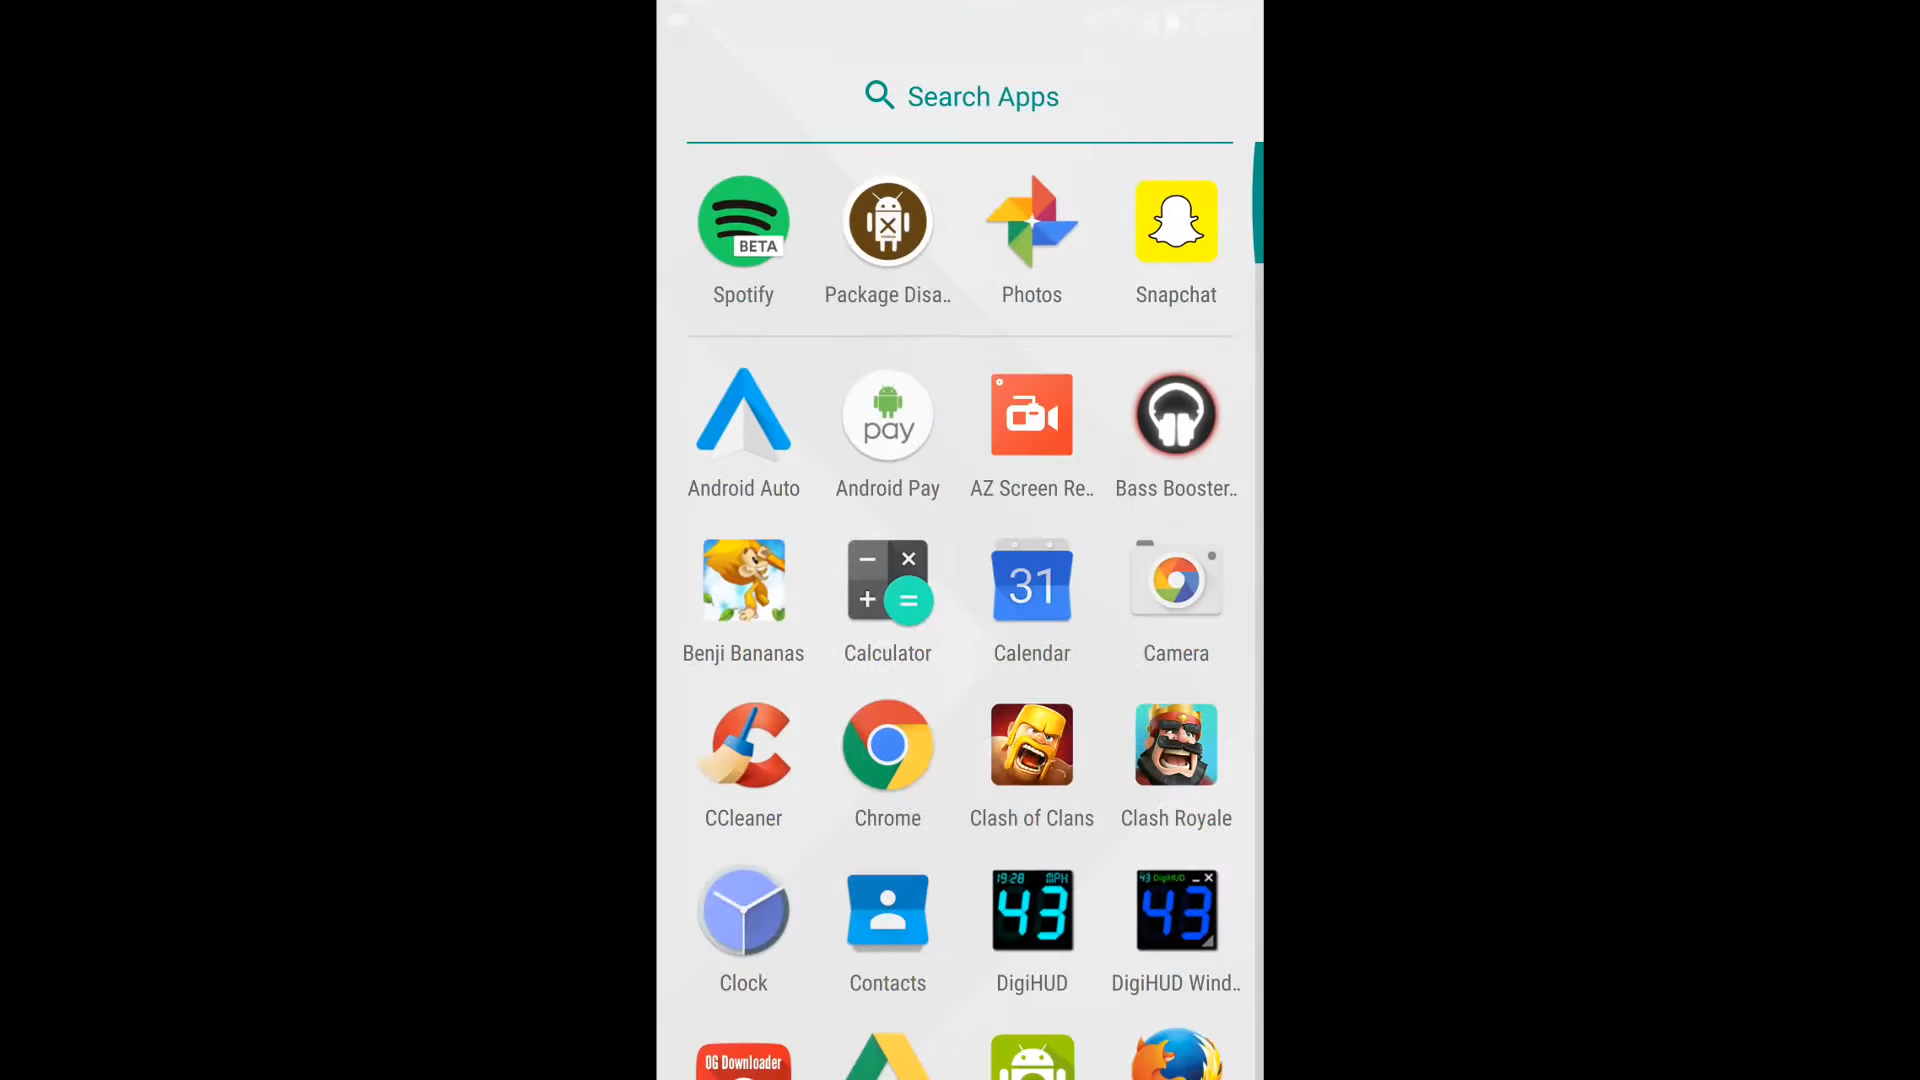 Search Apps
BETA
Spotify
Package Disa..
Photos
Snapchat
pay
Android Auto
Android Pay
AZ Screen Re..
Bass Booster..
31
Benji Bananas
Calculator
Calendar
Camera
CCleaner
Chrome
Clash of Clans
Clash Royale
19:28 MPH
43
43 DigiHUD
43
Clock
Contacts
DigiHUD
DigiHUD Wind..
OG Downloader